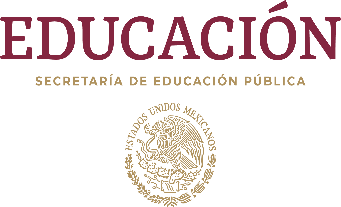 EDUCACIÓN
SECRETARÍA DE EDUCACIÓN PÚBLICA
ESTADOS UNIDOS MEXICANOS